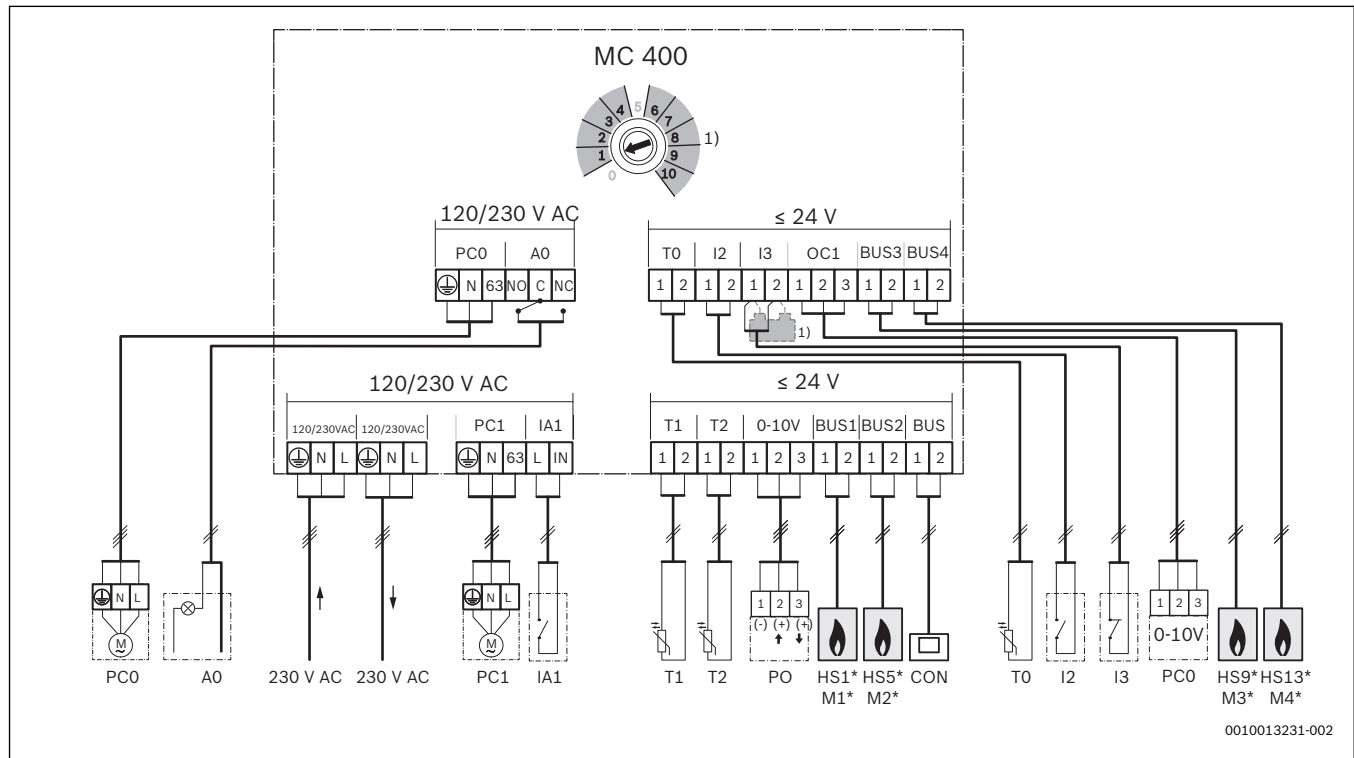 MC 400
4 5 6
3 7
2 8 1)
1 9
0 10
120/230 V AC ≤ 24 V
PC0 A0 T0 I2 I3 OC1 BUS3 BUS4
N 63 NO C NC 1 2 1 2 1 2 1 2 3 1 2 1 2
1)
120/230 V AC ≤ 24 V
120/230VAC 120/230VAC PC1 IA1 T1 T2 0-10V BUS1 BUS2 BUS
N L N L N 63 L IN 1 2 1 2 1 2 3 1 2 1 2 1 2
N L N L 1 2 3 1 2 3
(-) (+) (+) 0-10V
M M
~ ~
PC0 A0 230 V AC 230 V AC PC1 IA1 T1 T2 PO HS1* HS5* CON T0 I2 I3 PC0 HS9* HS13*
M1* M2* M3* M4*
0010013231-002